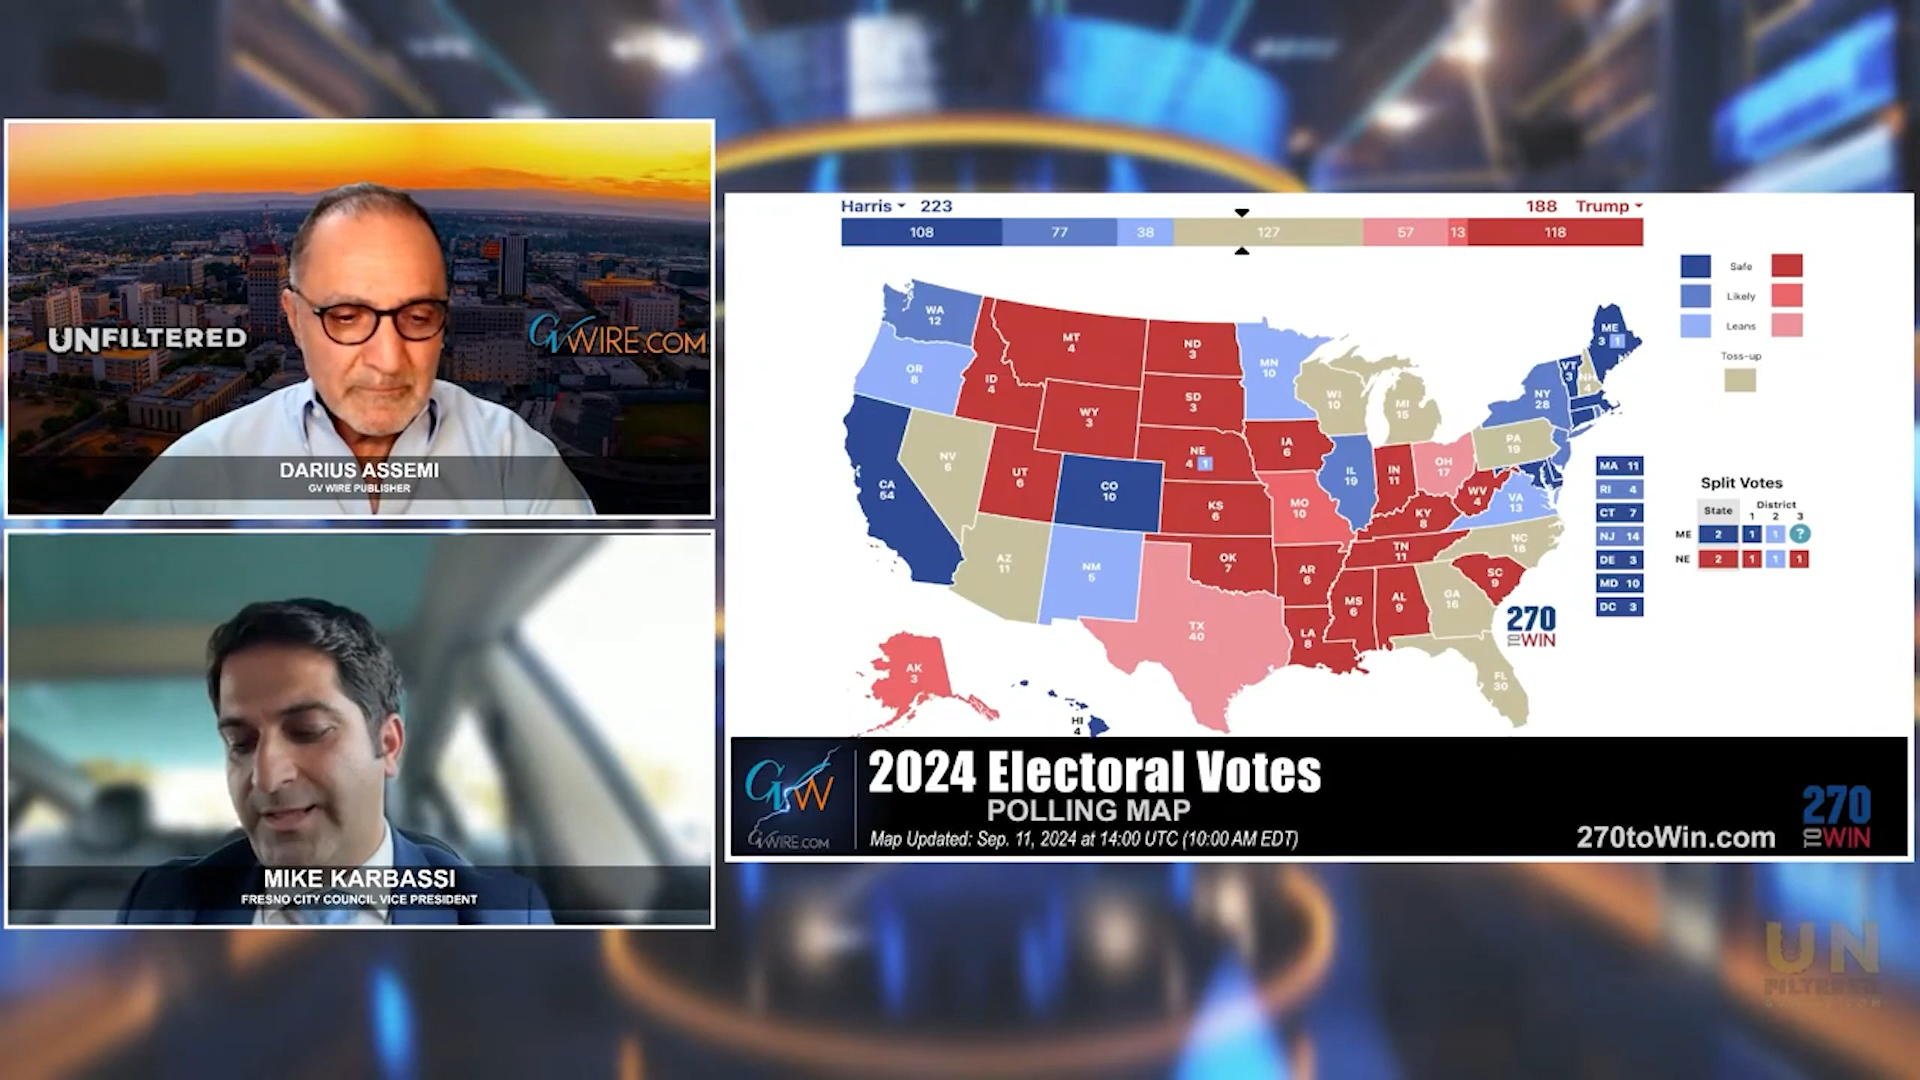 UNFILTERED
GVWIRE.COM
DARIUS ASSEMI
GV WIRE PUBLISHER
MIKE KARBASSI
FRESNO CITY COUNCIL VICE PRESIDENT
Harris 223
188 Trump
108 77 38 127 57 13 118
Safe
Likely
Leans
Toss-up
WA
12
OR
8
CA
54
NV
6
ID
4
MT
4
WY
3
UT
6
AZ
11
CO
10
NM
5
ND
3
SD
3
NE
4 1
KS
6
OK
7
TX
40
MN
10
IA
6
MO
10
AR
6
LA
8
WI
10
IL
19
MI
15
IN
11
OH
17
KY
8
TN
11
MS
6
AL
9
GA
16
FL
30
SC
9
NC
16
VA
13
WV
4
PA
19
NY
28
VT
3
NH
4
ME
3 1
AK
3
HI
4
MA 11
RI 4
CT 7
NJ 14
DE 3
MD 10
DC 3
Split Votes
State District
1 2 3
ME 2 1 1 ?
NE 2 1 1 1
270
TO WIN
GVW
GVWIRE.COM
2024 Electoral Votes
POLLING MAP
Map Updated: Sep. 11, 2024 at 14:00 UTC (10:00 AM EDT)
270toWin.com
270
TO WIN
UN
FILTERED